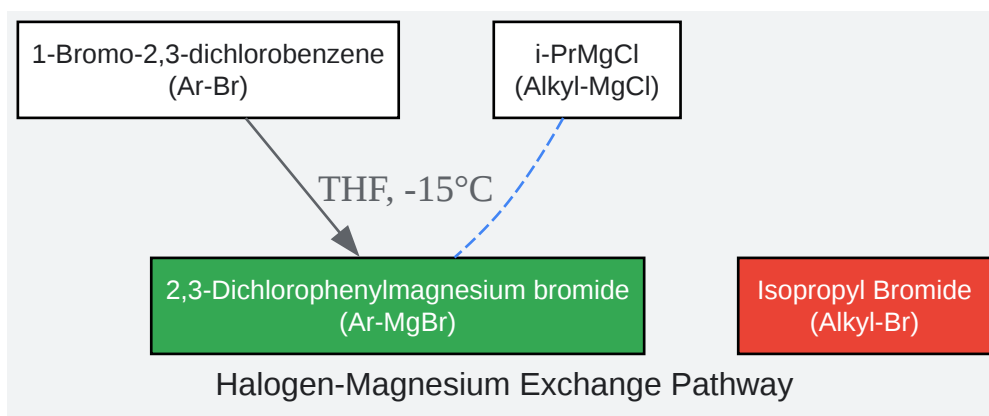 1-Bromo-2,3-dichlorobenzene
(Ar-Br)
i-PrMgCl
(Alkyl-MgCl)
THF, -15°C
2,3-Dichlorophenylmagnesium bromide
(Ar-MgBr)
Isopropyl Bromide
(Alkyl-Br)
Halogen-Magnesium Exchange Pathway